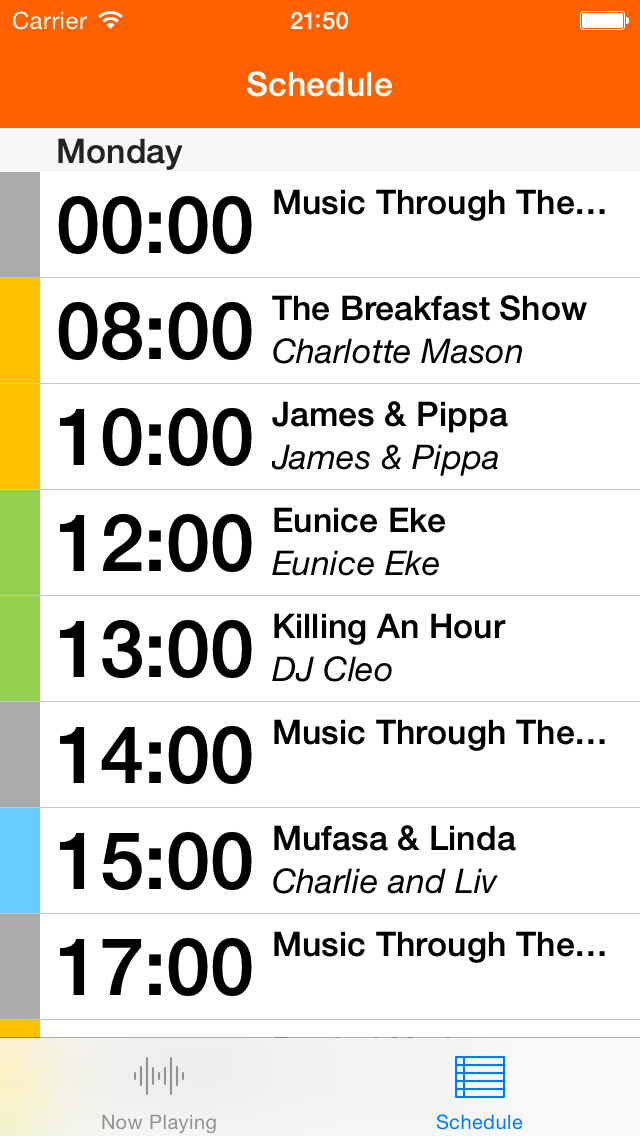 Carrier 21:50
Schedule
Monday
00:00 Music Through The...
08:00 The Breakfast Show
Charlotte Mason
10:00 James & Pippa
James & Pippa
12:00 Eunice Eke
Eunice Eke
13:00 Killing An Hour
DJ Cleo
14:00 Music Through The...
15:00 Mufasa & Linda
Charlie and Liv
17:00 Music Through The...
Now Playing Schedule